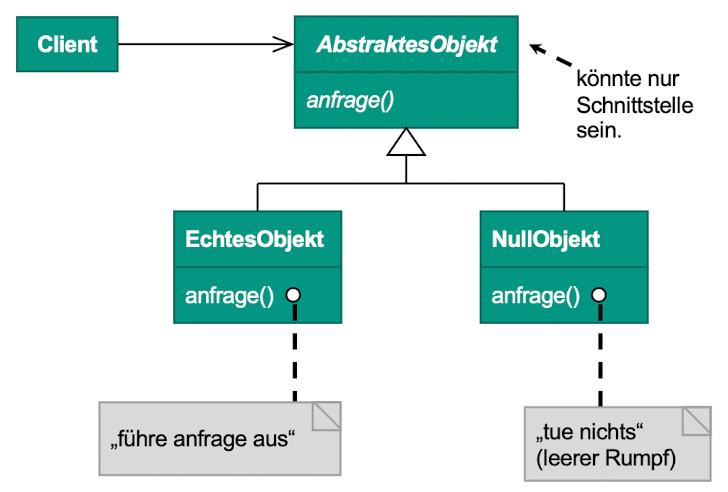 Client
AbstraktesObjekt
anfrage()
könnte nur
Schnittstelle
sein.
EchtesObjekt
anfrage()
NullObjekt
anfrage()
„führe anfrage aus“
„tue nichts“
(leerer Rumpf)